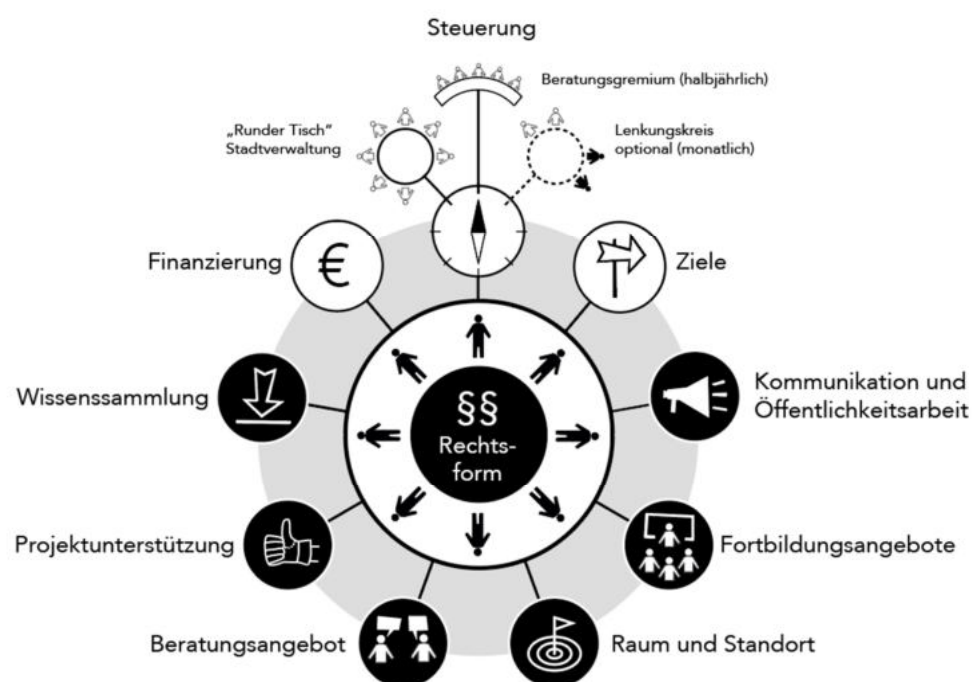 Steuerung
Beratungsgremium (halbjährlich)
„Runder Tisch“
Stadtverwaltung
Lenkungskreis
optional (monatlich)
Finanzierung
€
Ziele
Wissenssammlung
§§
Rechts-
form
Kommunikation und
Öffentlichkeitsarbeit
Projektunterstützung
Fortbildungsangebote
Beratungsangebot
Raum und Standort